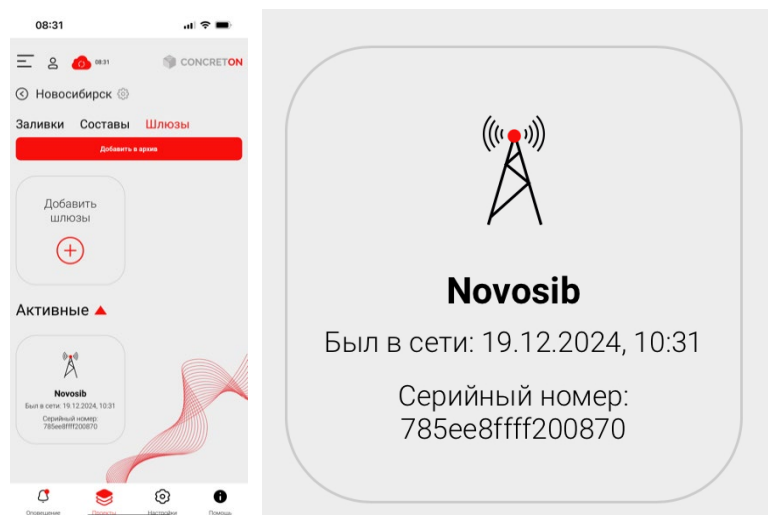 08:31
08:31
CONCRETON
Новосибирск
Заливки Составы Шлюзы
Добавить в архив
Добавить
шлюзы
Активные
Novosib
Был в сети: 19.12.2024, 10:31
Серийный номер:
785ee8ffff200870
Оповещение Проекты Настройки Помощь
Novosib
Был в сети: 19.12.2024, 10:31
Серийный номер:
785ee8ffff200870